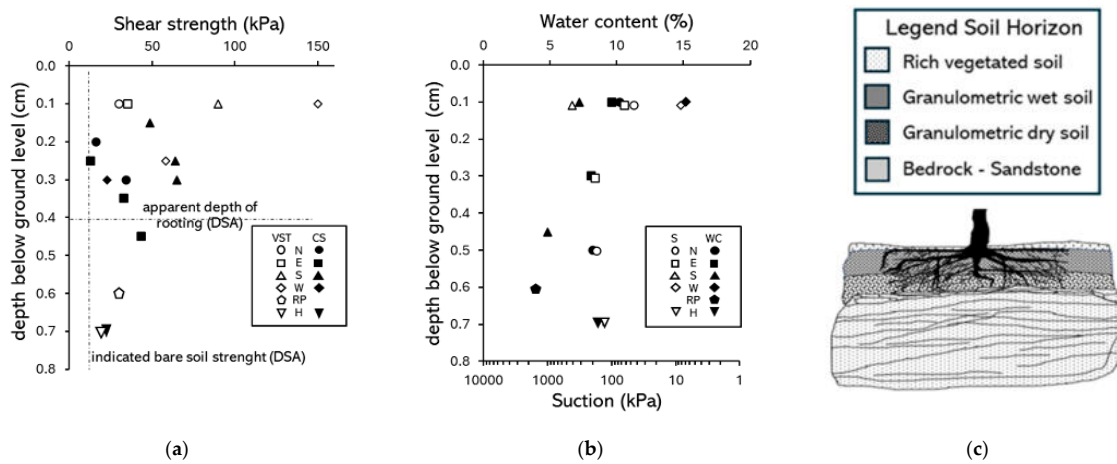 Shear strength (kPa)
0 50 100 150
depth below ground level (cm)
0.0
0.1
0.2
0.3
0.4
0.5
0.6
0.7
0.8
apparent depth of
rooting (DSA)
VST CS
N
E
S
W
RP
H
indicated bare soil strenght (DSA)
(a)
Water content (%)
0 5 10 15 20
depth below ground level (cm)
0.0
0.1
0.2
0.3
0.4
0.5
0.6
0.7
0.8
S WC
N
E
S
W
RP
H
10000 1000 100 10 1
Suction (kPa)
(b)
Legend Soil Horizon
Rich vegetated soil
Granulometric wet soil
Granulometric dry soil
Bedrock - Sandstone
(c)